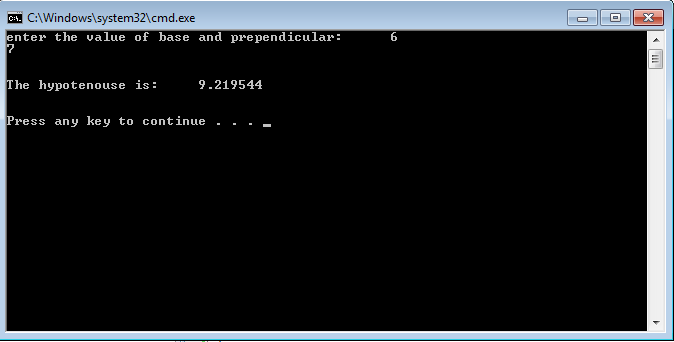 C:\Windows\system32\cmd.exe
enter the value of base and prependicular:      6
7
The hypotenouse is:     9.219544
Press any key to continue . . . _